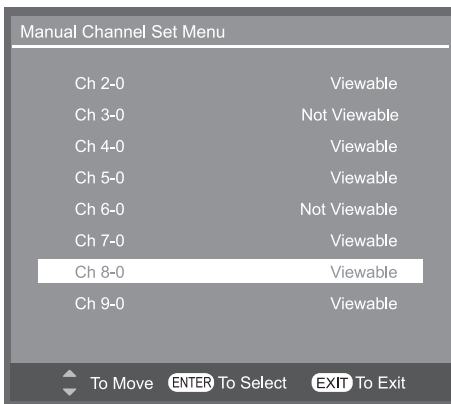 Manual Channel Set Menu
Ch 2-0 Viewable
Ch 3-0 Not Viewable
Ch 4-0 Viewable
Ch 5-0 Viewable
Ch 6-0 Not Viewable
Ch 7-0 Viewable
Ch 8-0 Viewable
Ch 9-0 Viewable
To Move ENTER To Select EXIT To Exit